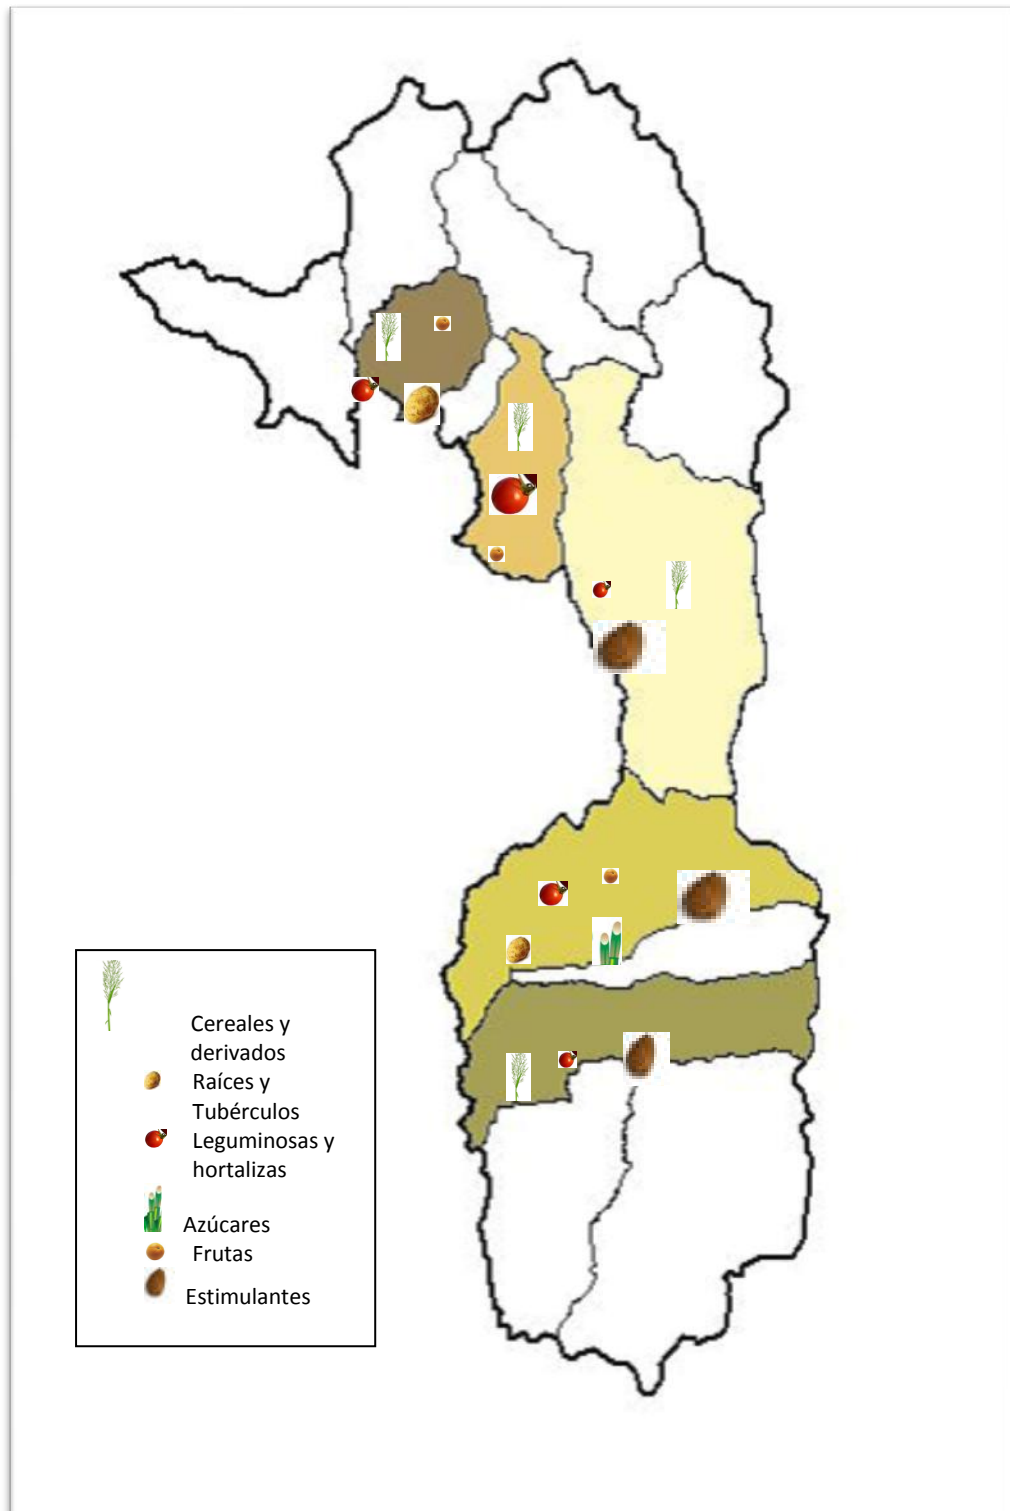 Cereales y
derivados
Raíces y
Tubérculos
Leguminosas y
hortalizas
Azúcares
Frutas
Estimulantes